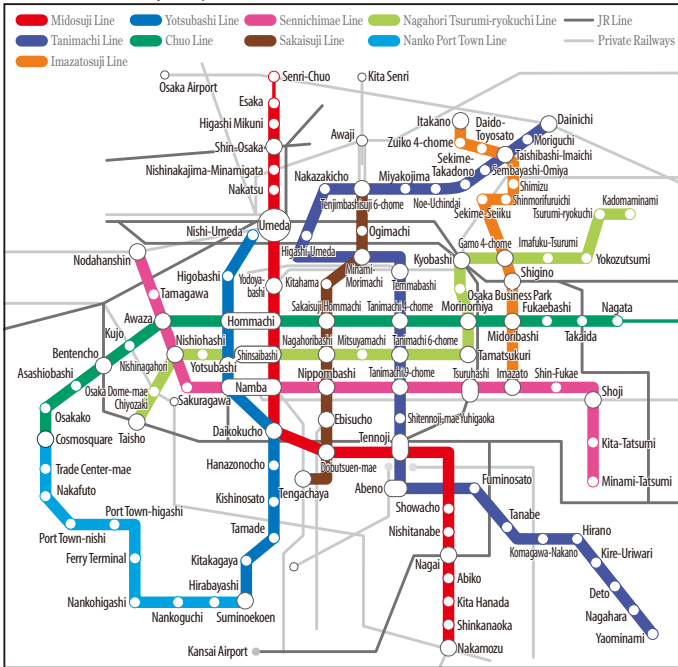 Midosuji Line
Yotsubashi Line
Sennichimae Line
Nagahori Tsurumi-ryokuchi Line
JR Line
Tanimachi Line
Chuo Line
Sakaisuji Line
Nanko Port Town Line
Private Railways
Imazatosuji Line
Osaka Airport
Senri-Chuo
Kita Senri
Esaka
Higashi Mikuni
Shin-Osaka
Nishinakajima-Minamigata
Nakatsu
Awaji
Itakano
Zuiko 4-chome
Daido-
Toyosato
Dainichi
Moriguchi
Taishibashi-Imaichi
Sembayashi-Omiya
Sekime-
Takadono
Nakazakicho
Miyakojima
Noe-Uchindai
Shimizu
Shinmorifuruichi
Tenjimbashisuji 6-chome
Sekime-Seiiku
Tsurumi-ryokuchi
Kadomaminami
Nishi-Umeda
Umeda
Ogimachi
Higashi-Umeda
Gamo 4-chome
Imafuku-Tsurumi
Yokozutsumi
Nodahanshin
Kyobashi
Shigino
Minami-
Morimachi
Temmabashi
Higobashi
Yodoya-
bashi
Kitahama
Tamagawa
Osaka Business Park
Sakaisuji Hommachi
Tanimachi 4-chome
Morinomiya
Fukaebashi
Nagata
Awaza
Hommachi
Kujo
Midoribashi
Takaida
Nishiohashi
Nagahoribashi
Mitsuyamachi
Tanimachi 6-chome
Bentencho
Shinsaibashi
Tamatsukuri
Nishinagahori
Yotsubashi
Asashiobashi
Nippombashi
Tanimachi 9-chome
Tsuruhashi
Imazato
Shin-Fukae
Osaka Dome-mae
Chiyozaki
Namba
Sakuragawa
Shoji
Osakako
Taisho
Ebisucho
Shitennoji-mae Yuhigaoka
Cosmosquare
Daikokucho
Tennoji
Kita-Tatsumi
Trade Center-mae
Hanazonocho
Dobutsuen-mae
Minami-Tatsumi
Nakafuto
Kishinosato
Tengachaya
Abeno
Fuminosato
Port Town-higashi
Showacho
Port Town-nishi
Tamade
Nishitanabe
Tanabe
Hirano
Komagawa-Nakano
Ferry Terminal
Kitakagaya
Nagai
Kire-Uriwari
Hirabayashi
Abiko
Deto
Nankohigashi
Nankoguchi
Suminoekoen
Kita Hanada
Nagahara
Shinkanaoka
Yaominami
Kansai Airport
Nakamozu